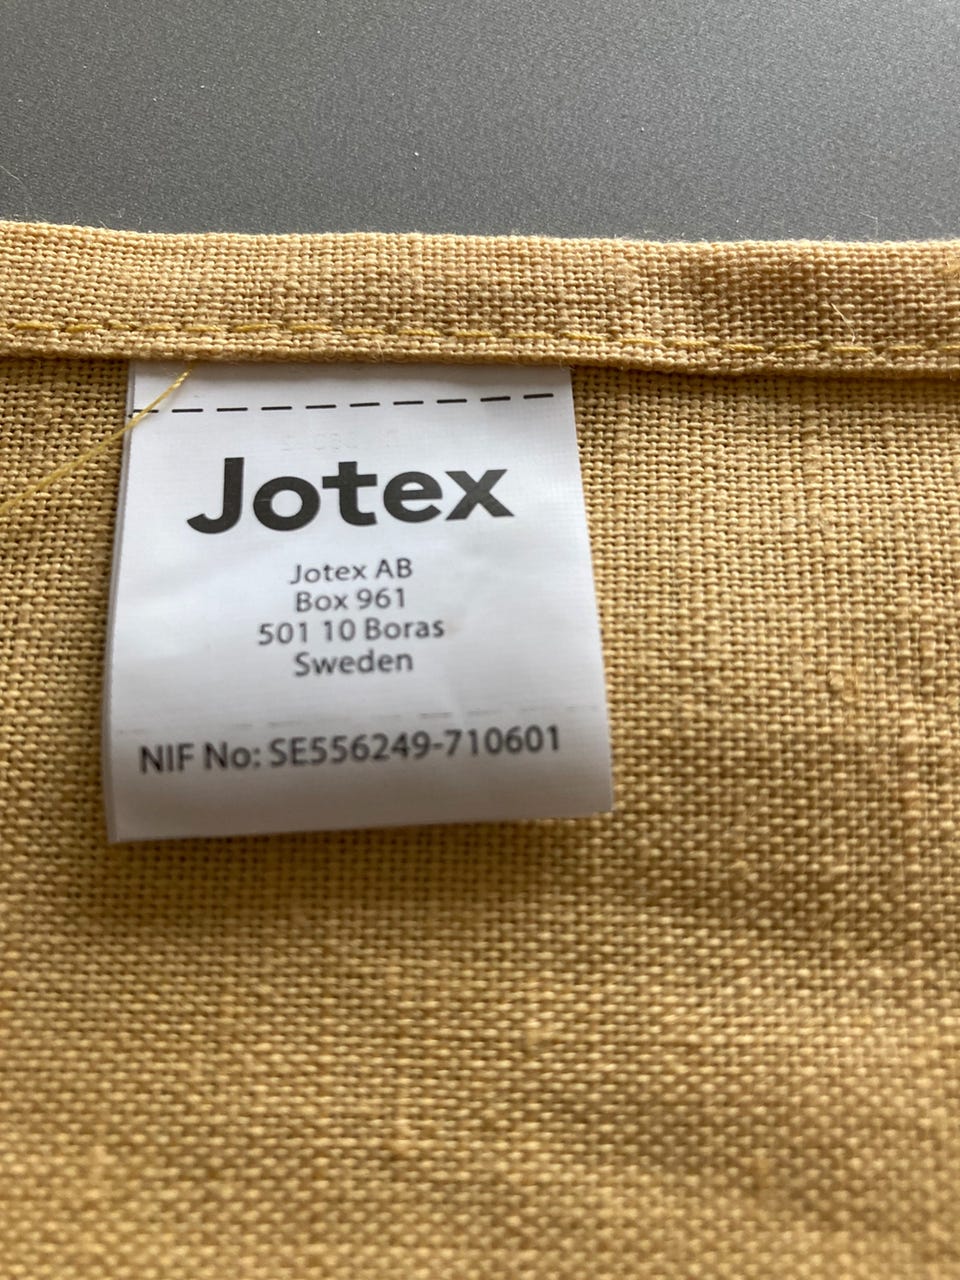 Jotex
Jotex AB
Box 961
501 10 Boras
Sweden
NIF No: SE556249-710601